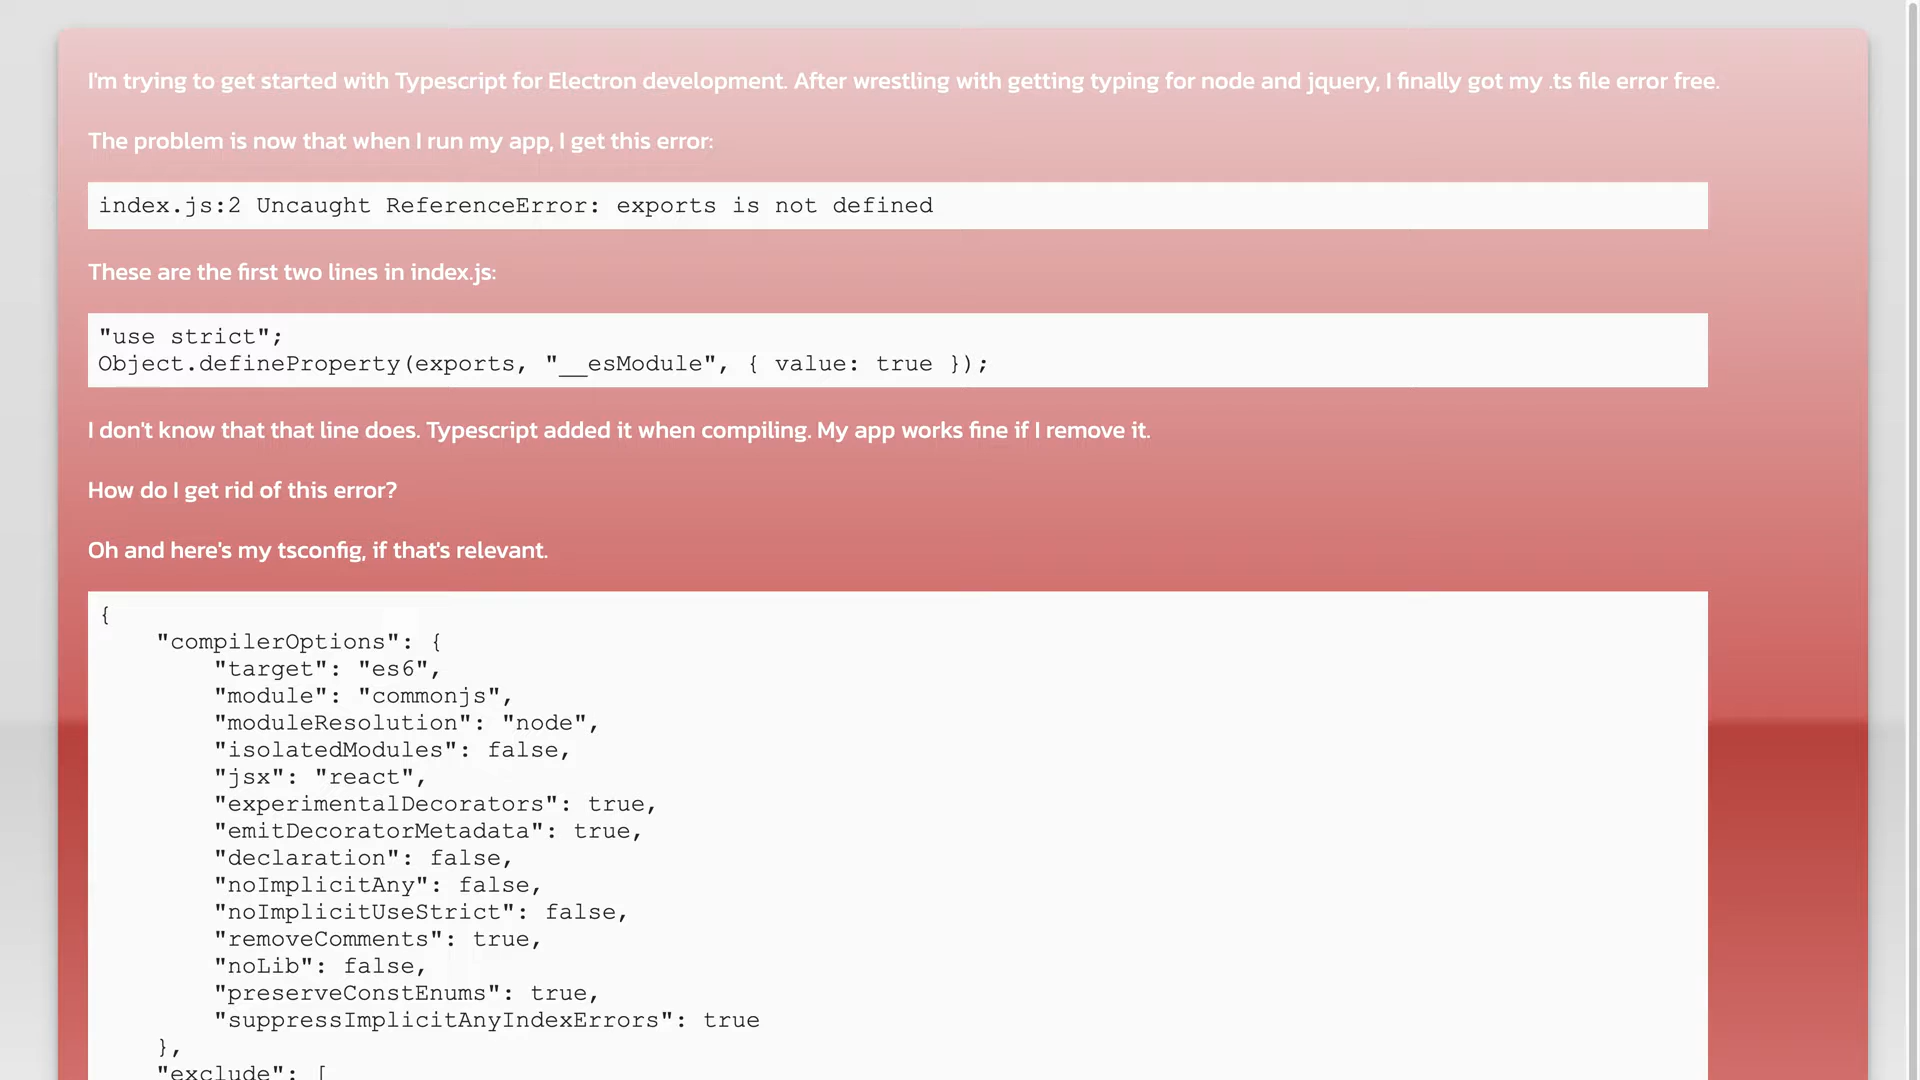 I'm trying to get started with Typescript for Electron development. After wrestling with getting typing for node and jquery, I finally got my .ts file error free.
The problem is now that when I run my app, I get this error:
index.js:2 Uncaught ReferenceError: exports is not defined
These are the first two lines in index.js:
"use strict";
Object.defineProperty(exports, "__esModule", { value: true });
I don't know that that line does. Typescript added it when compiling. My app works fine if I remove it.
How do I get rid of this error?
Oh and here's my tsconfig, if that's relevant.
{
    "compilerOptions": {
        "target": "es6",
        "module": "commonjs",
        "moduleResolution": "node",
        "isolatedModules": false,
        "jsx": "react",
        "experimentalDecorators": true,
        "emitDecoratorMetadata": true,
        "declaration": false,
        "noImplicitAny": false,
        "noImplicitUseStrict": false,
        "removeComments": true,
        "noLib": false,
        "preserveConstEnums": true,
        "suppressImplicitAnyIndexErrors": true
    },
    "exclude": [